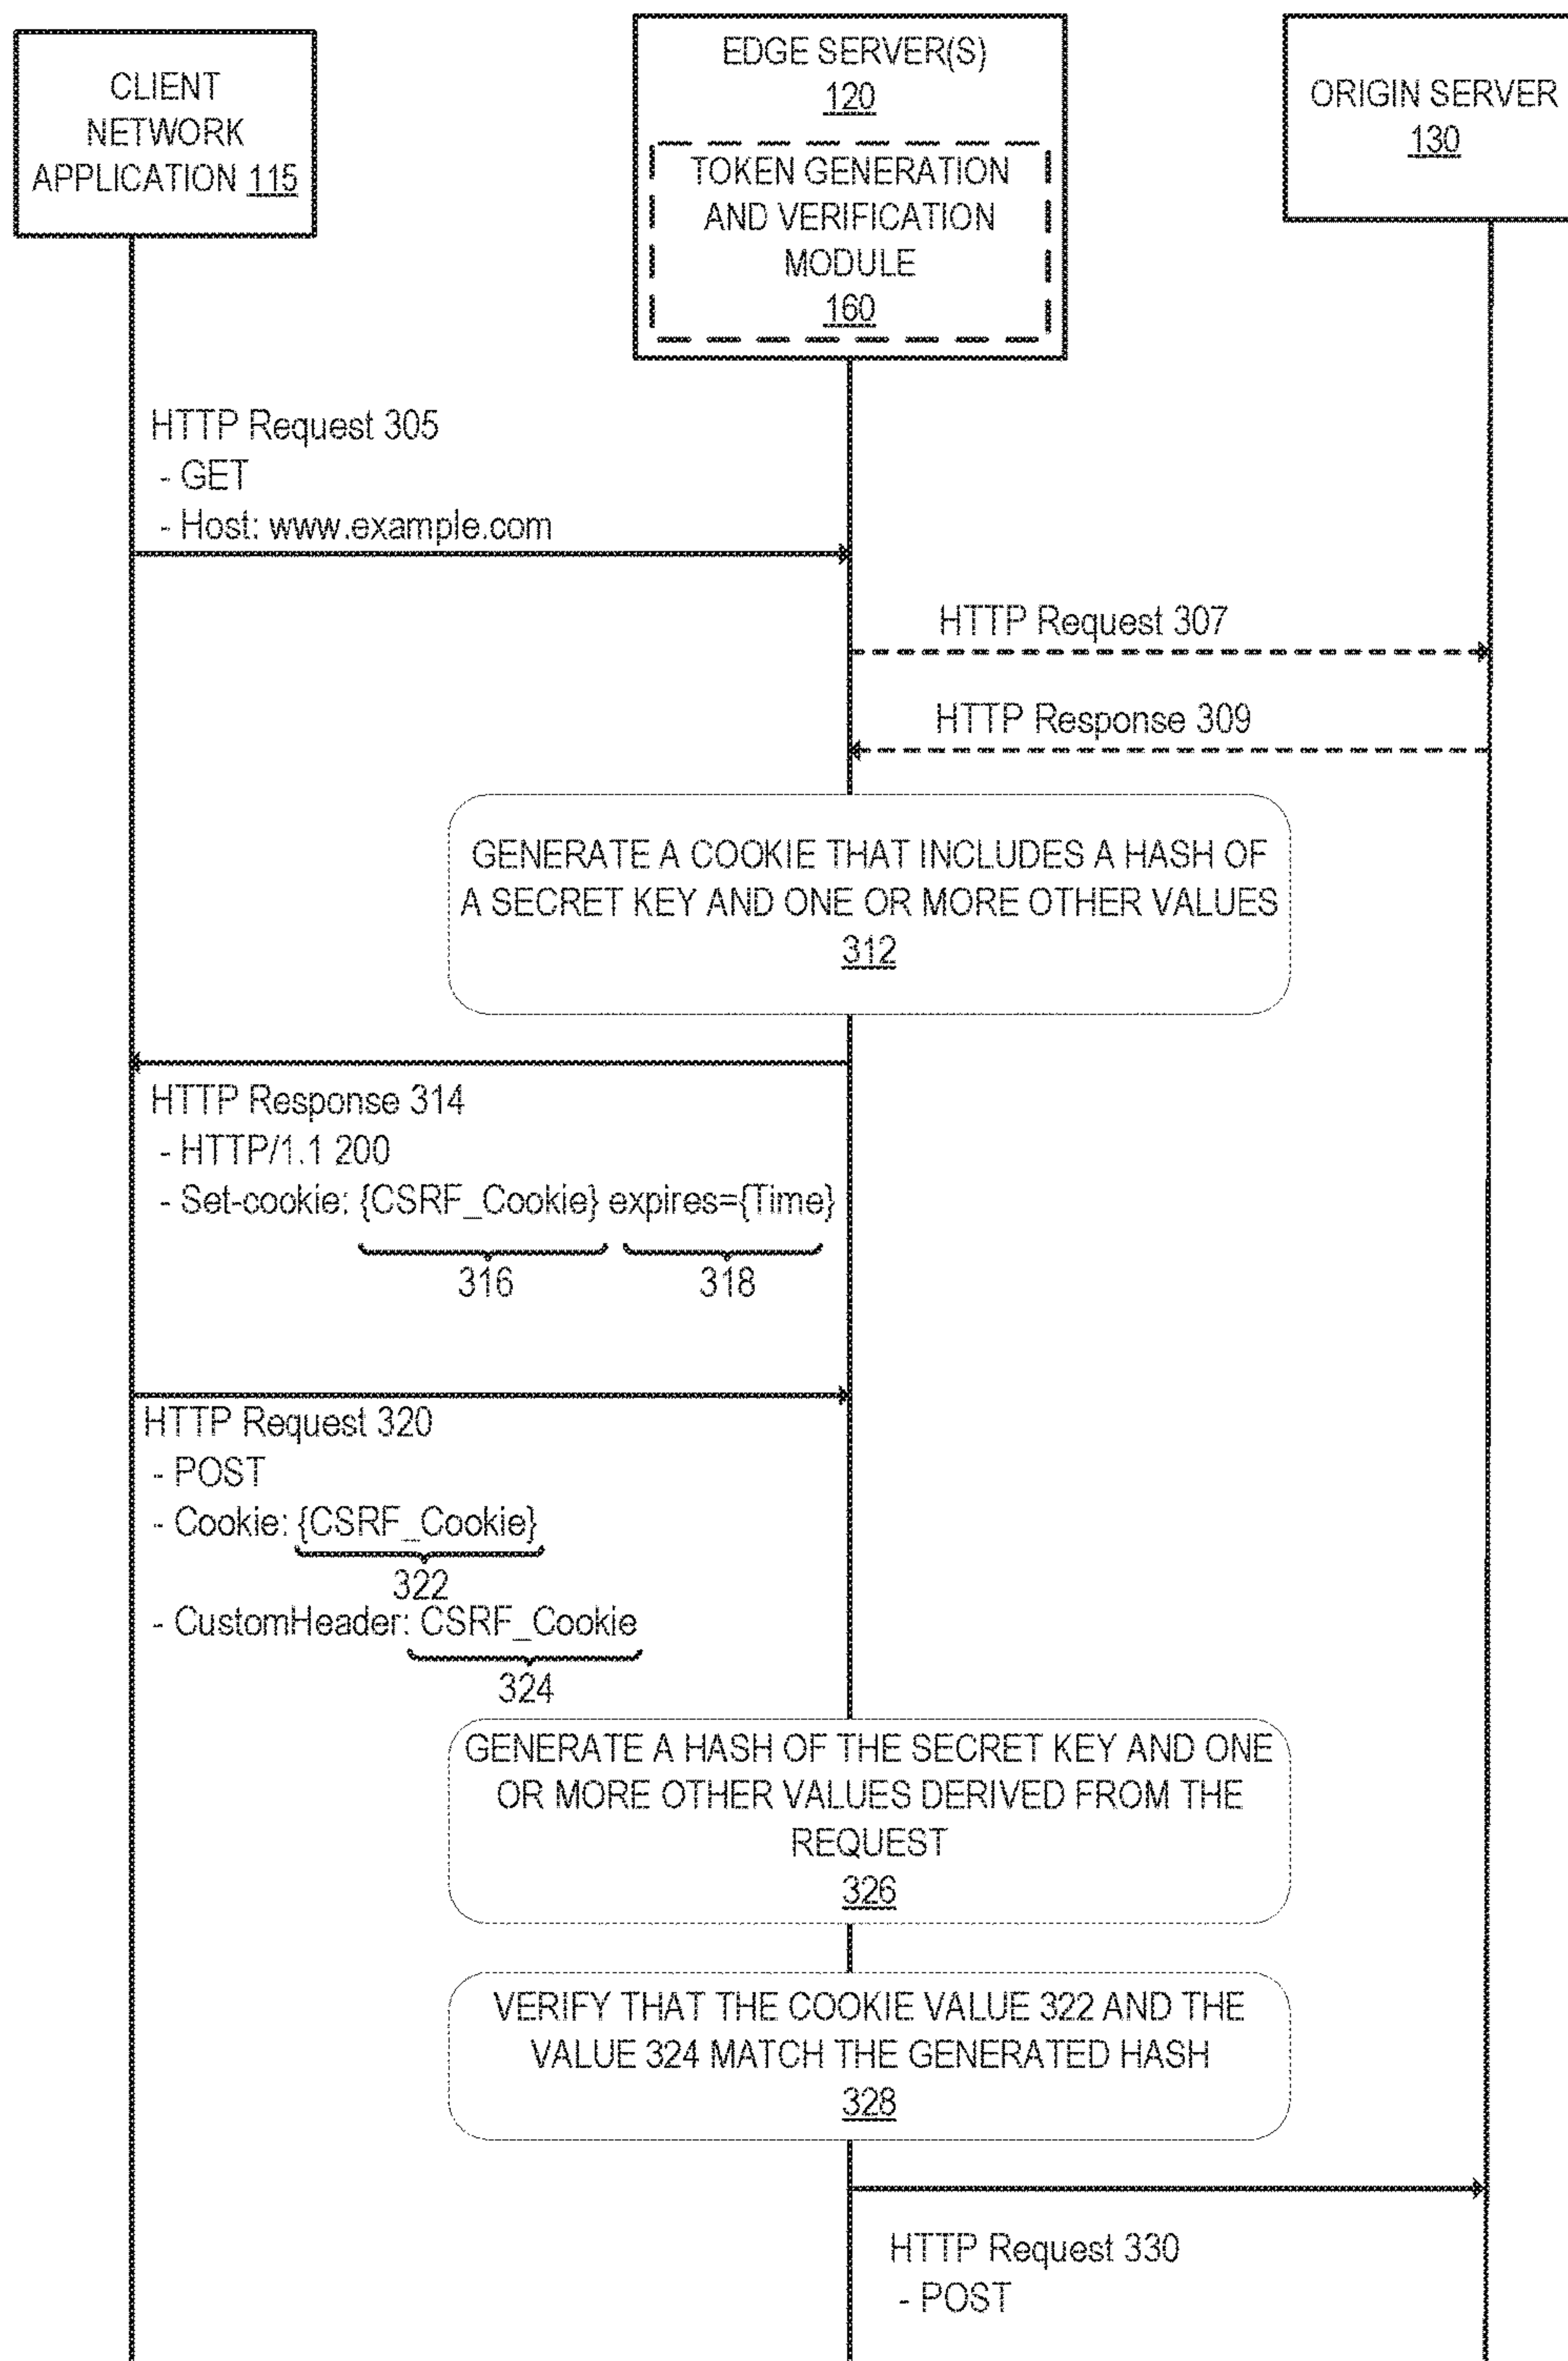 CLIENT
NETWORK
APPLICATION 115
EDGE SERVER(S)
120
TOKEN GENERATION
AND VERIFICATION
MODULE
160
ORIGIN SERVER
130
HTTP Request 305
- GET
- Host: www.example.com
HTTP Request 307
HTTP Response 309
GENERATE A COOKIE THAT INCLUDES A HASH OF
A SECRET KEY AND ONE OR MORE OTHER VALUES
312
HTTP Response 314
- HTTP/1.1 200
- Set-cookie: {CSRF_Cookie} expires={Time}
316 318
HTTP Request 320
- POST
- Cookie: {CSRF_Cookie}
322
- CustomHeader: CSRF_Cookie
324
GENERATE A HASH OF THE SECRET KEY AND ONE
OR MORE OTHER VALUES DERIVED FROM THE
REQUEST
326
VERIFY THAT THE COOKIE VALUE 322 AND THE
VALUE 324 MATCH THE GENERATED HASH
328
HTTP Request 330
- POST